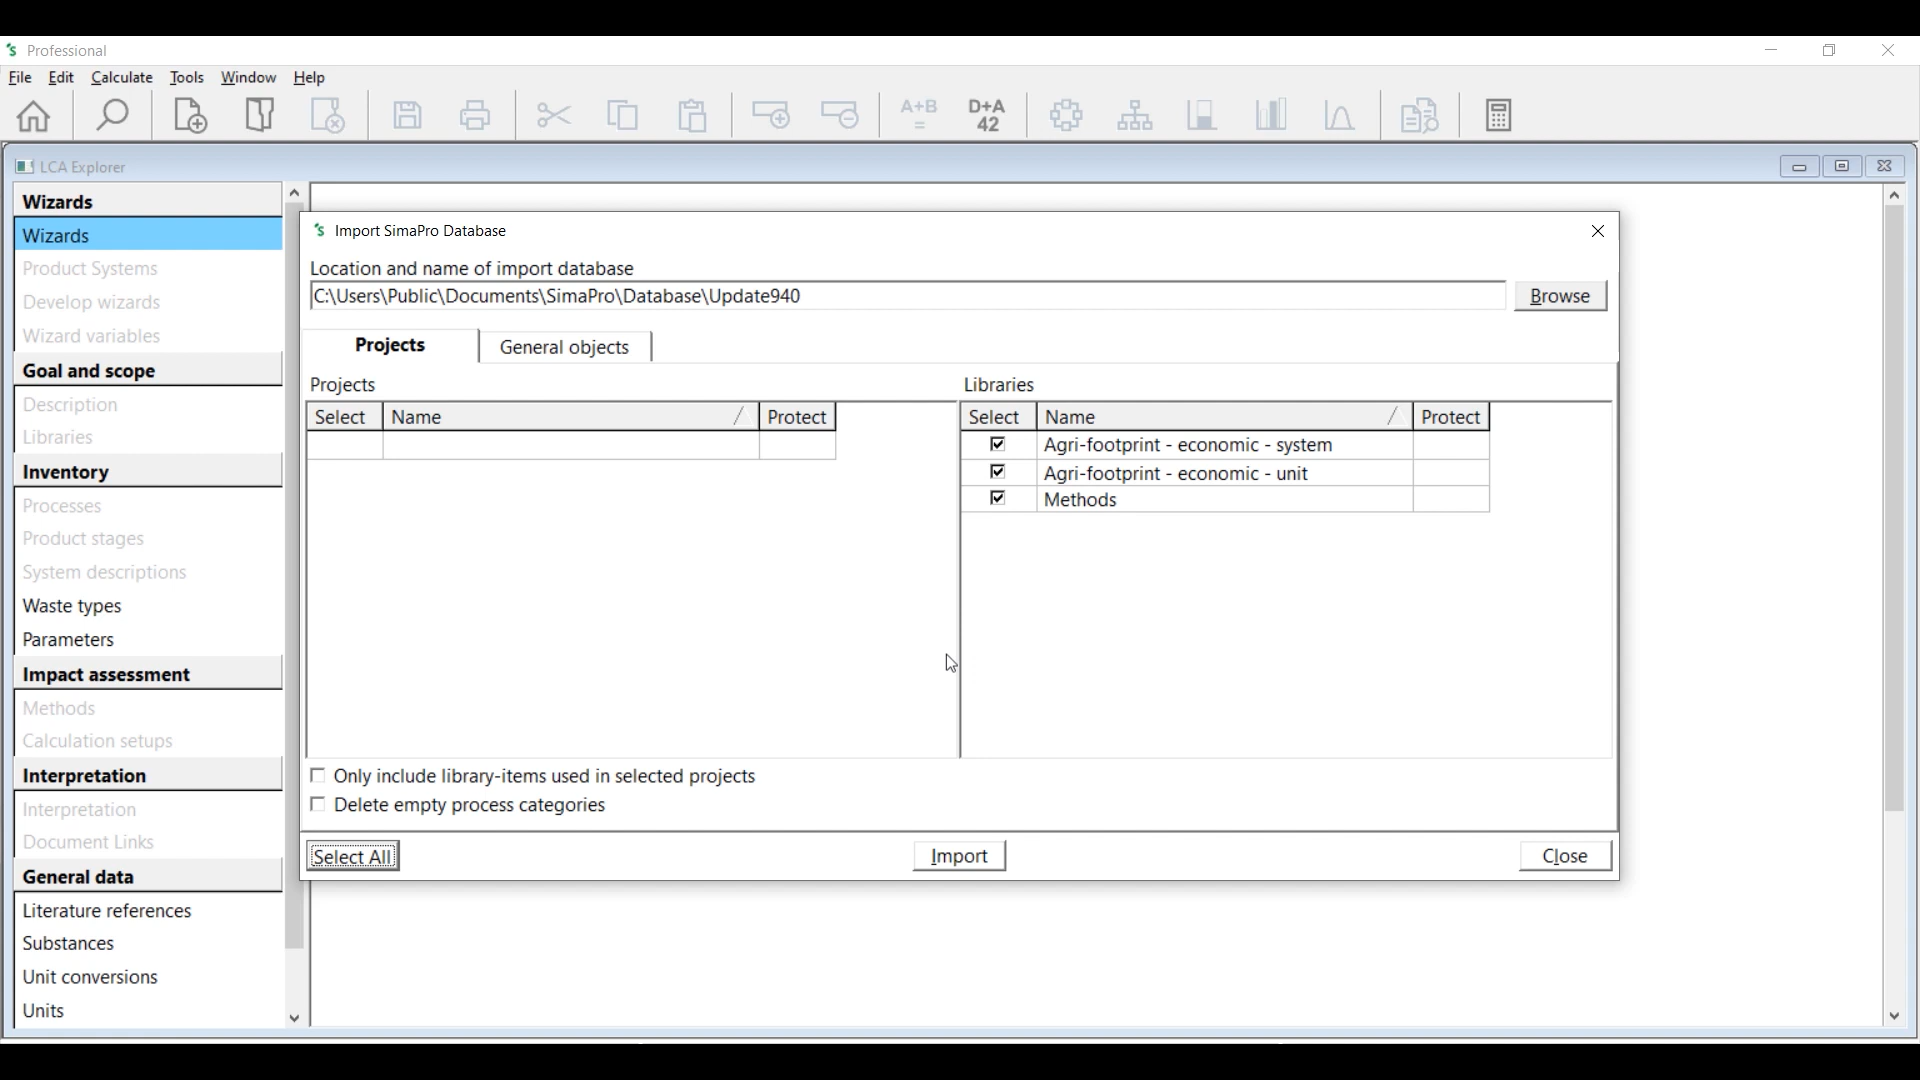 Professional
File Edit Calculate Tools Window Help
A+B
=
D+A
42
LCA Explorer
Wizards
Wizards
Product Systems
Develop wizards
Wizard variables
Goal and scope
Description
Libraries
Inventory
Processes
Product stages
System descriptions
Waste types
Parameters
Impact assessment
Methods
Calculation setups
Interpretation
Interpretation
Document Links
General data
Literature references
Substances
Unit conversions
Units
Import SimaPro Database
Location and name of import database
C:\Users\Public\Documents\SimaPro\Database\Update940
Browse
Projects General objects
Projects
Select Name Protect
Libraries
Select Name Protect
Agri-footprint - economic - system
Agri-footprint - economic - unit
Methods
Only include library-items used in selected projects
Delete empty process categories
Select All Import Close